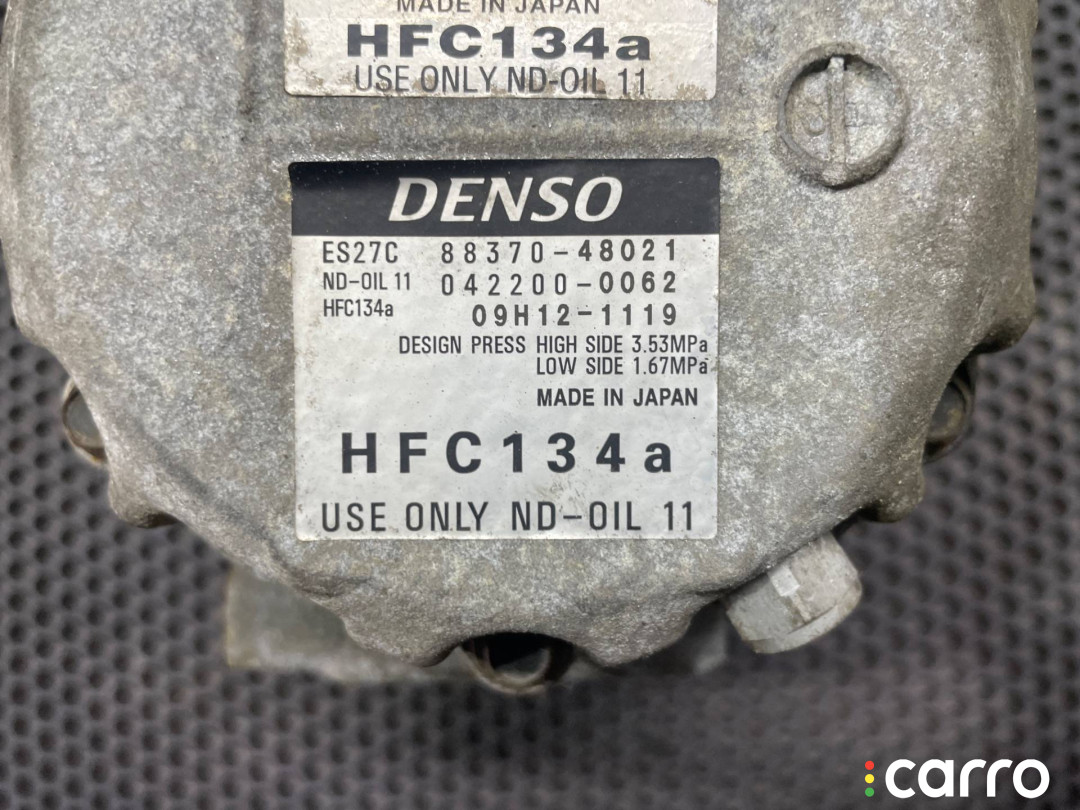 MADE IN JAPAN
HFC134a
USE ONLY ND-OIL 11
DENSO
ES27C 88370-48021
ND-OIL 11 042200-0062
HFC134a 09H12-1119
DESIGN PRESS HIGH SIDE 3.53MPa
LOW SIDE 1.67MPa
MADE IN JAPAN
HFC134a
USE ONLY ND-OIL 11
carro